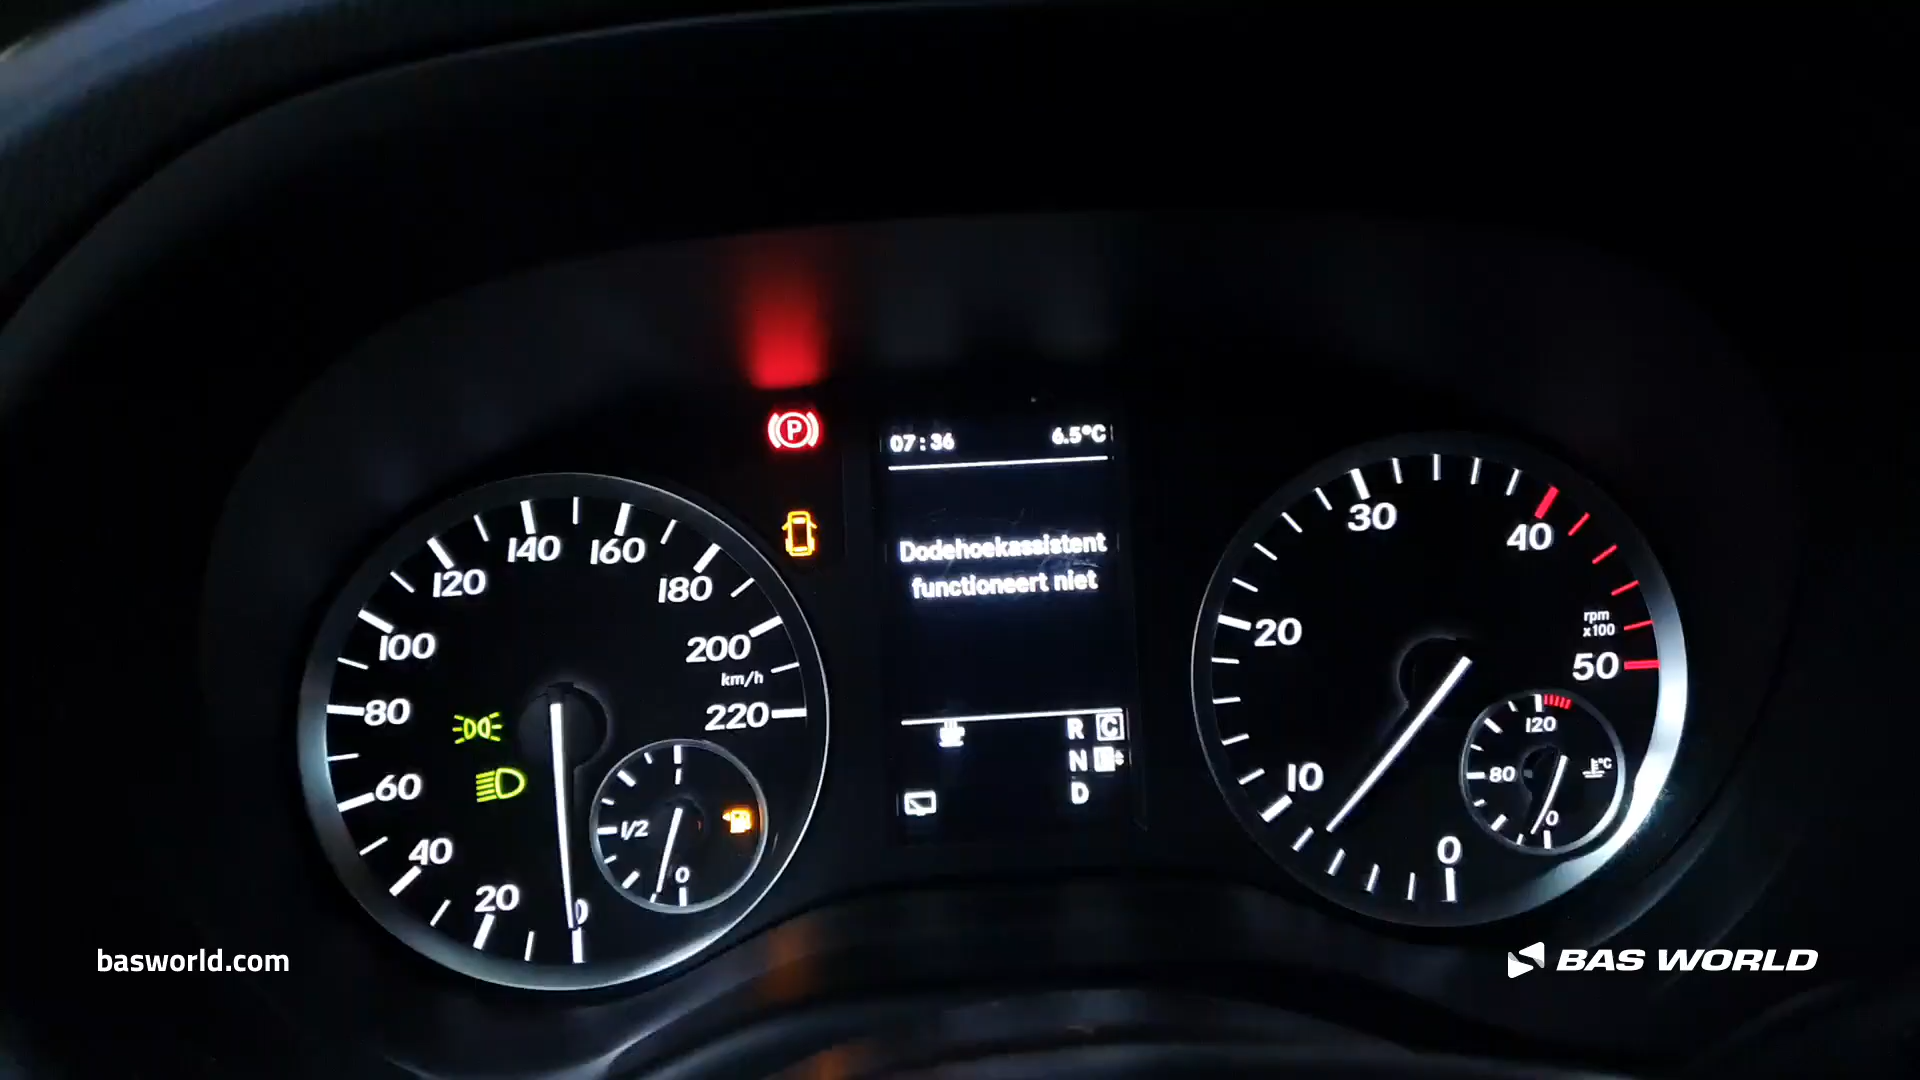 P
07:36 6.5°C
Dodehoekassistent
functioneert niet
R C
N E
D
0
20
40
60
80
100
120
140
160
180
200
220
km/h
1/2
0
0
10
20
30
40
50
rpm
x100
120
80
°C
0
basworld.com
BAS WORLD